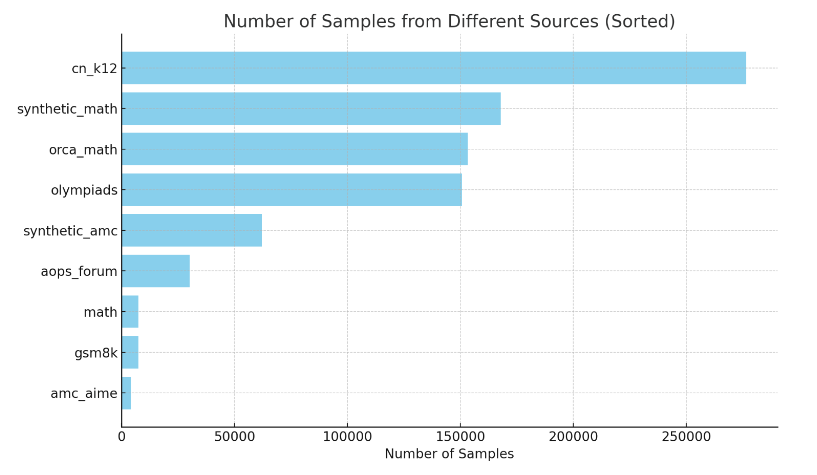 Number of Samples from Different Sources (Sorted)
cn_k12
synthetic_math
orca_math
olympiads
synthetic_amc
aops_forum
math
gsm8k
amc_aime
0 50000 100000 150000 200000 250000
Number of Samples